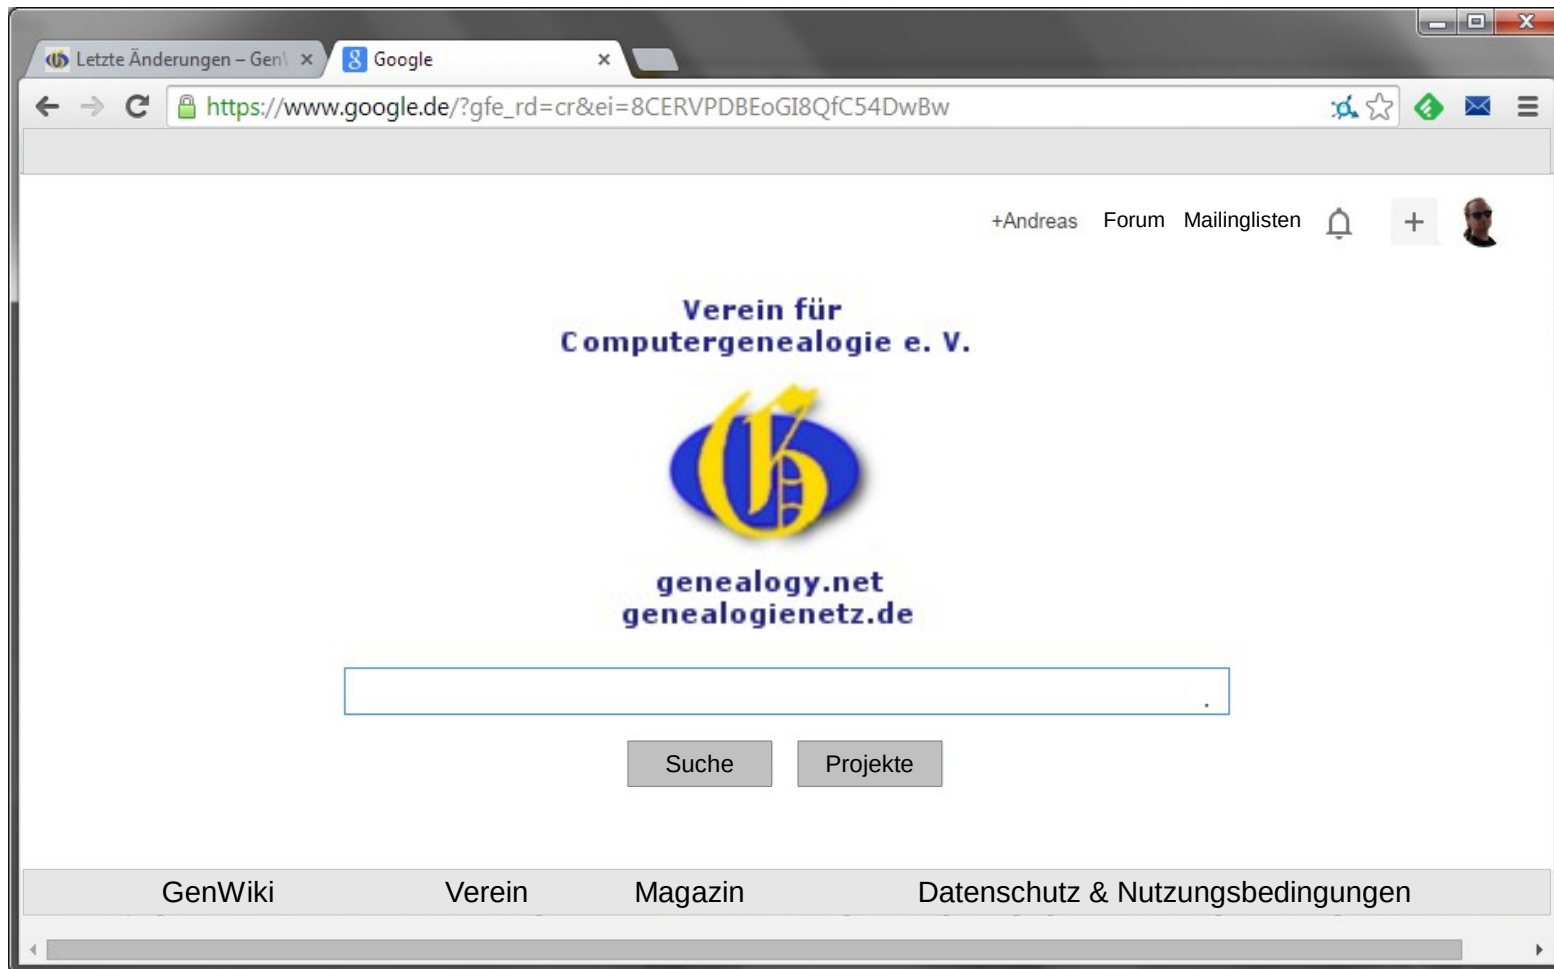 Letzte Änderungen – Gen
Google
https://www.google.de/?gfe_rd=cr&ei=8CERVPDBEoGI8QfC54DwBw
+Andreas Forum Mailinglisten
Verein für
Computergenealogie e. V.
G
genealogy.net
genealogienetz.de
.
Suche Projekte
GenWiki Verein Magazin Datenschutz & Nutzungsbedingungen